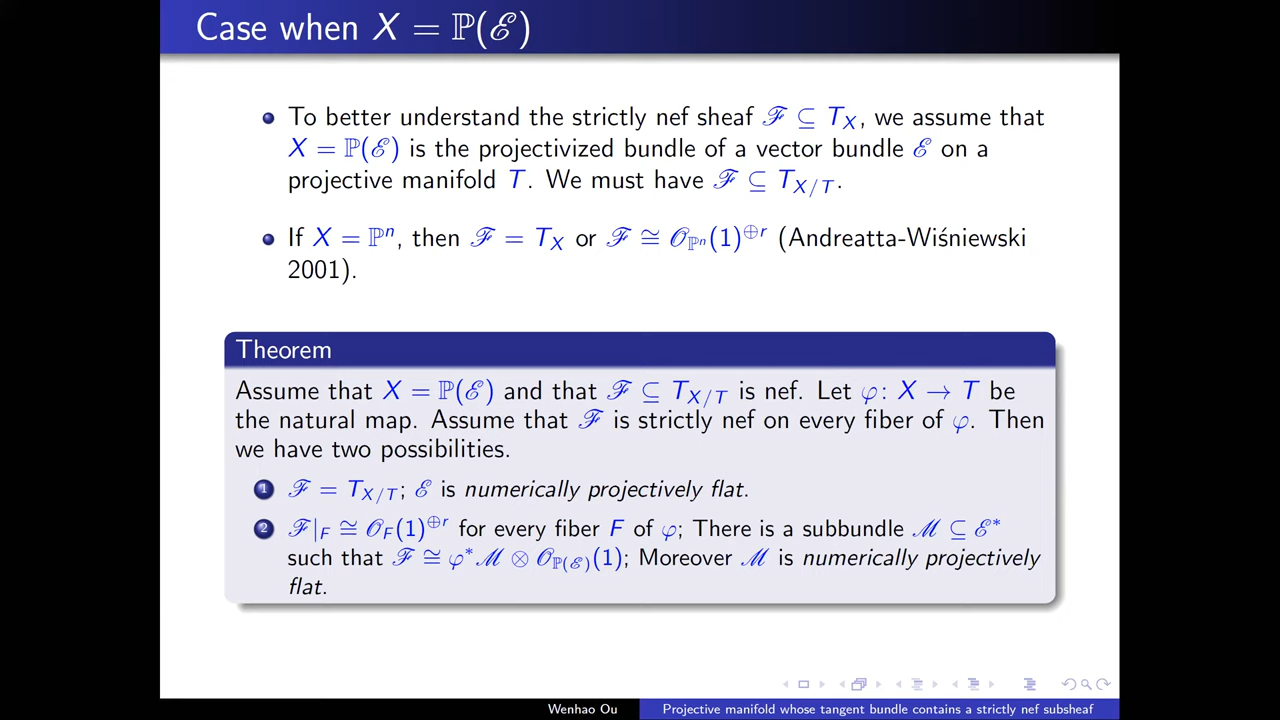 Case when X = ℙ(ℰ)
To better understand the strictly nef sheaf ℱ ⊆ T_X, we assume that
X = ℙ(ℰ) is the projectivized bundle of a vector bundle ℰ on a
projective manifold T. We must have ℱ ⊆ T_{X/T}.
If X = ℙⁿ, then ℱ = T_X or ℱ ≅ 𝒪_{ℙⁿ}(1)^{⊕r} (Andreatta-Wiśniewski
2001).
Theorem
Assume that X = ℙ(ℰ) and that ℱ ⊆ T_{X/T} is nef. Let φ: X → T be
the natural map. Assume that ℱ is strictly nef on every fiber of φ. Then
we have two possibilities.
1 ℱ = T_{X/T}; ℰ is numerically projectively flat.
2 ℱ|_F ≅ 𝒪_F(1)^{⊕r} for every fiber F of φ; There is a subbundle ℳ ⊆ ℰ*
such that ℱ ≅ φ*ℳ ⊗ 𝒪_{ℙ(ℰ)}(1); Moreover ℳ is numerically projectively
flat.
Wenhao Ou
Projective manifold whose tangent bundle contains a strictly nef subsheaf